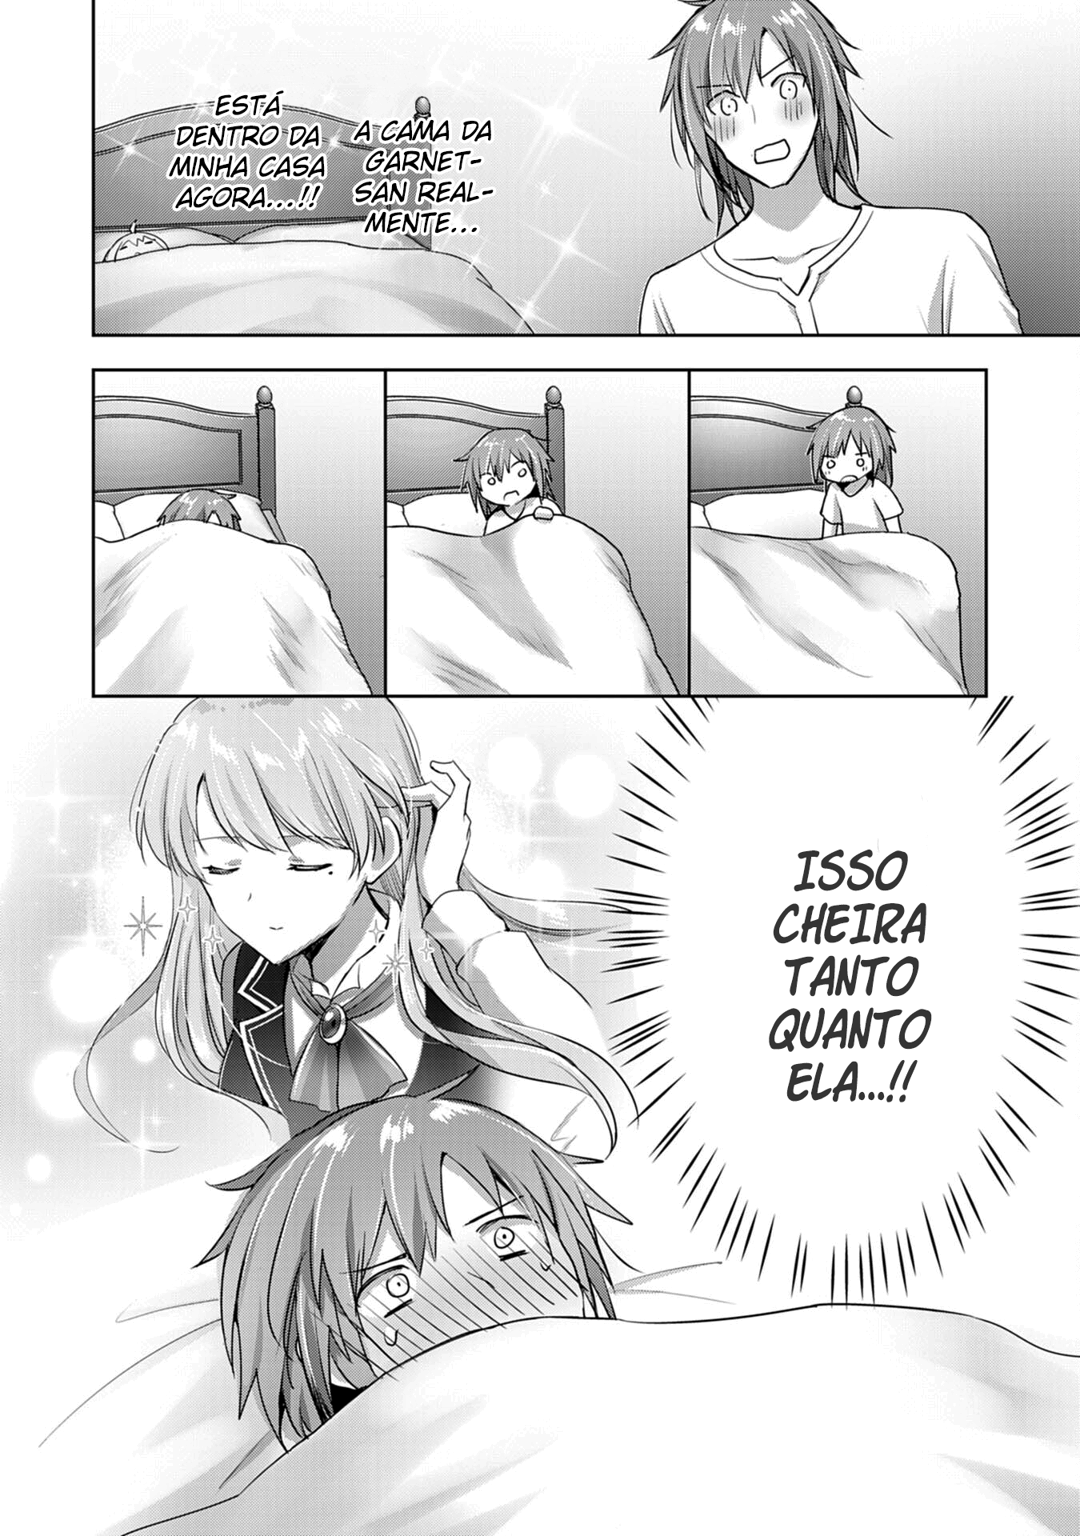 A CAMA DA
GARNET-
SAN REAL-
MENTE...
ESTÁ
DENTRO DA
MINHA CASA
AGORA...!!
ISSO
CHEIRA
TANTO
QUANTO
ELA...!!